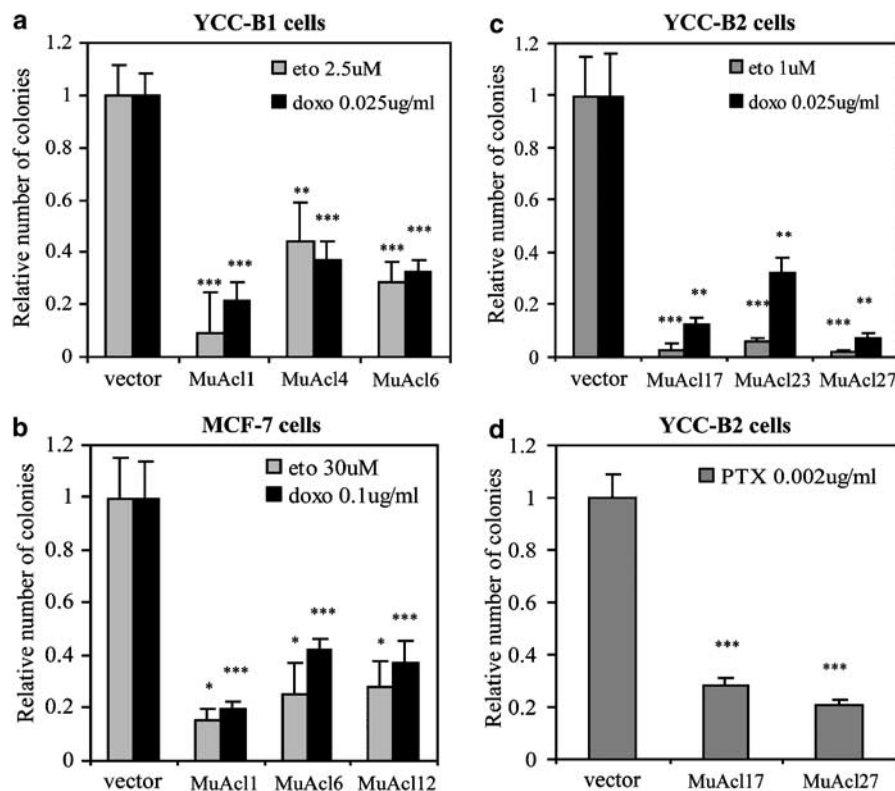 a
YCC-B1 cells
Relative number of colonies
1.2
1
0.8
0.6
0.4
0.2
0
eto 2.5uM
doxo 0.025ug/ml
***
***
**
***
***
***
vector
MuAcl1
MuAcl4
MuAcl6
c
YCC-B2 cells
Relative number of colonies
1.2
1
0.8
0.6
0.4
0.2
0
eto 1uM
doxo 0.025ug/ml
***
**
***
**
***
**
vector
MuAcl17
MuAcl23
MuAcl27
b
MCF-7 cells
Relative number of colonies
1.2
1
0.8
0.6
0.4
0.2
0
eto 30uM
doxo 0.1ug/ml
*
***
*
***
*
***
vector
MuAcl1
MuAcl6
MuAcl12
d
YCC-B2 cells
Relative number of colonies
1.2
1
0.8
0.6
0.4
0.2
0
PTX 0.002ug/ml
***
***
vector
MuAcl17
MuAcl27